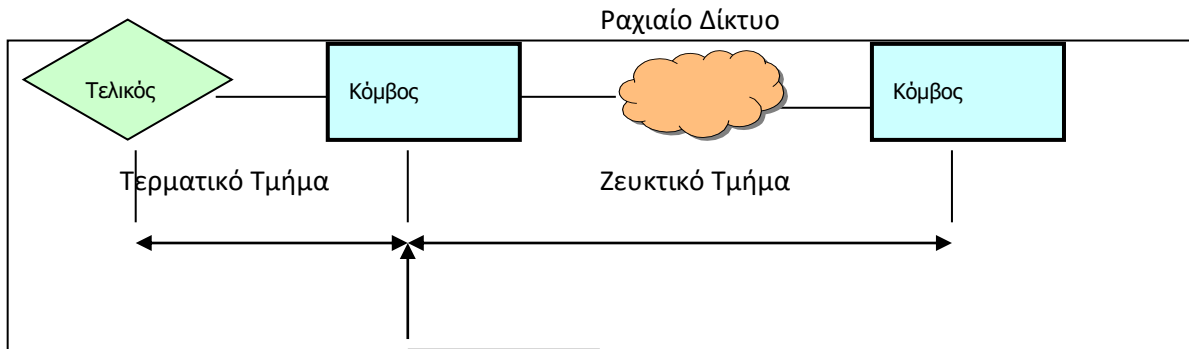 Ραχιαίο Δίκτυο
Τελικός
Κόμβος
Κόμβος
Τερματικό Τμήμα
Ζευκτικό Τμήμα